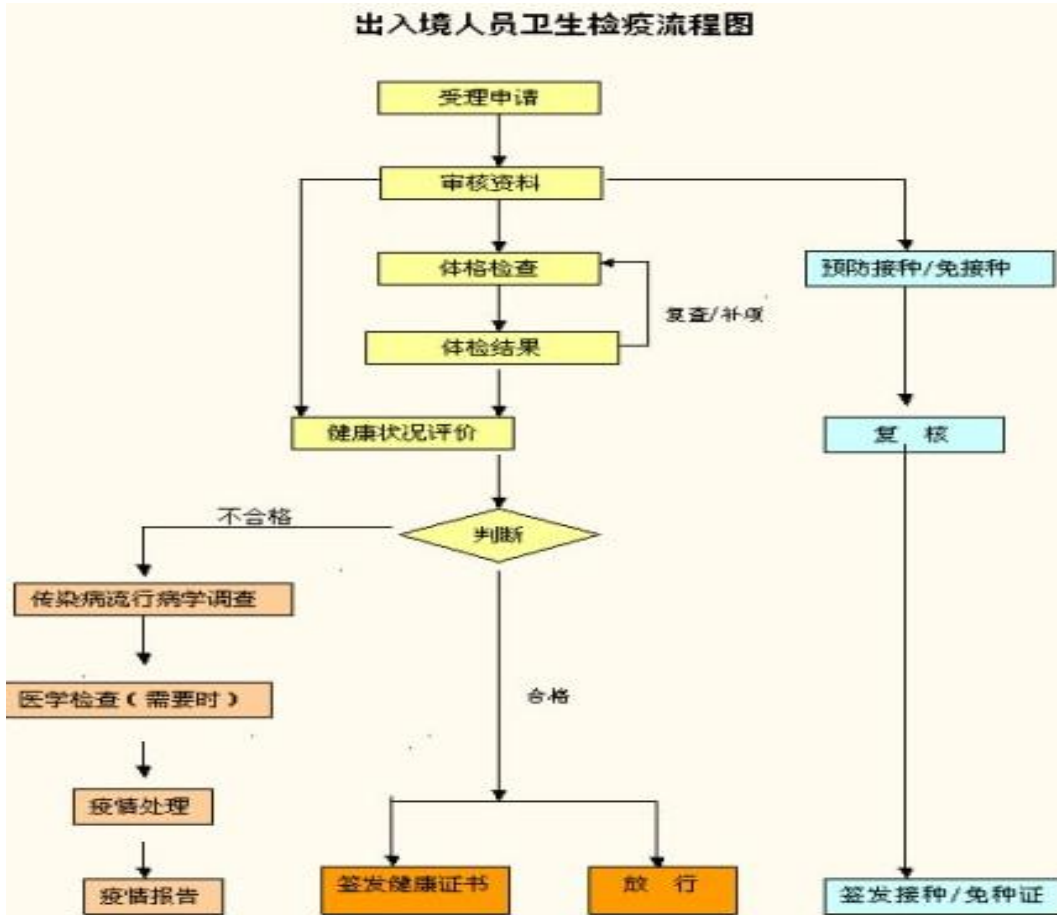 出入境人员卫生检疫流程图
受理申请
审核资料
体格检查
预防接种/免接种
复查/补项
体检结果
健康状况评价
复 核
不合格
判断
传染病流行病学调查
医学检查(需要时)
合格
疫情处理
疫情报告
签发健康证书
放 行
签发接种/免种证